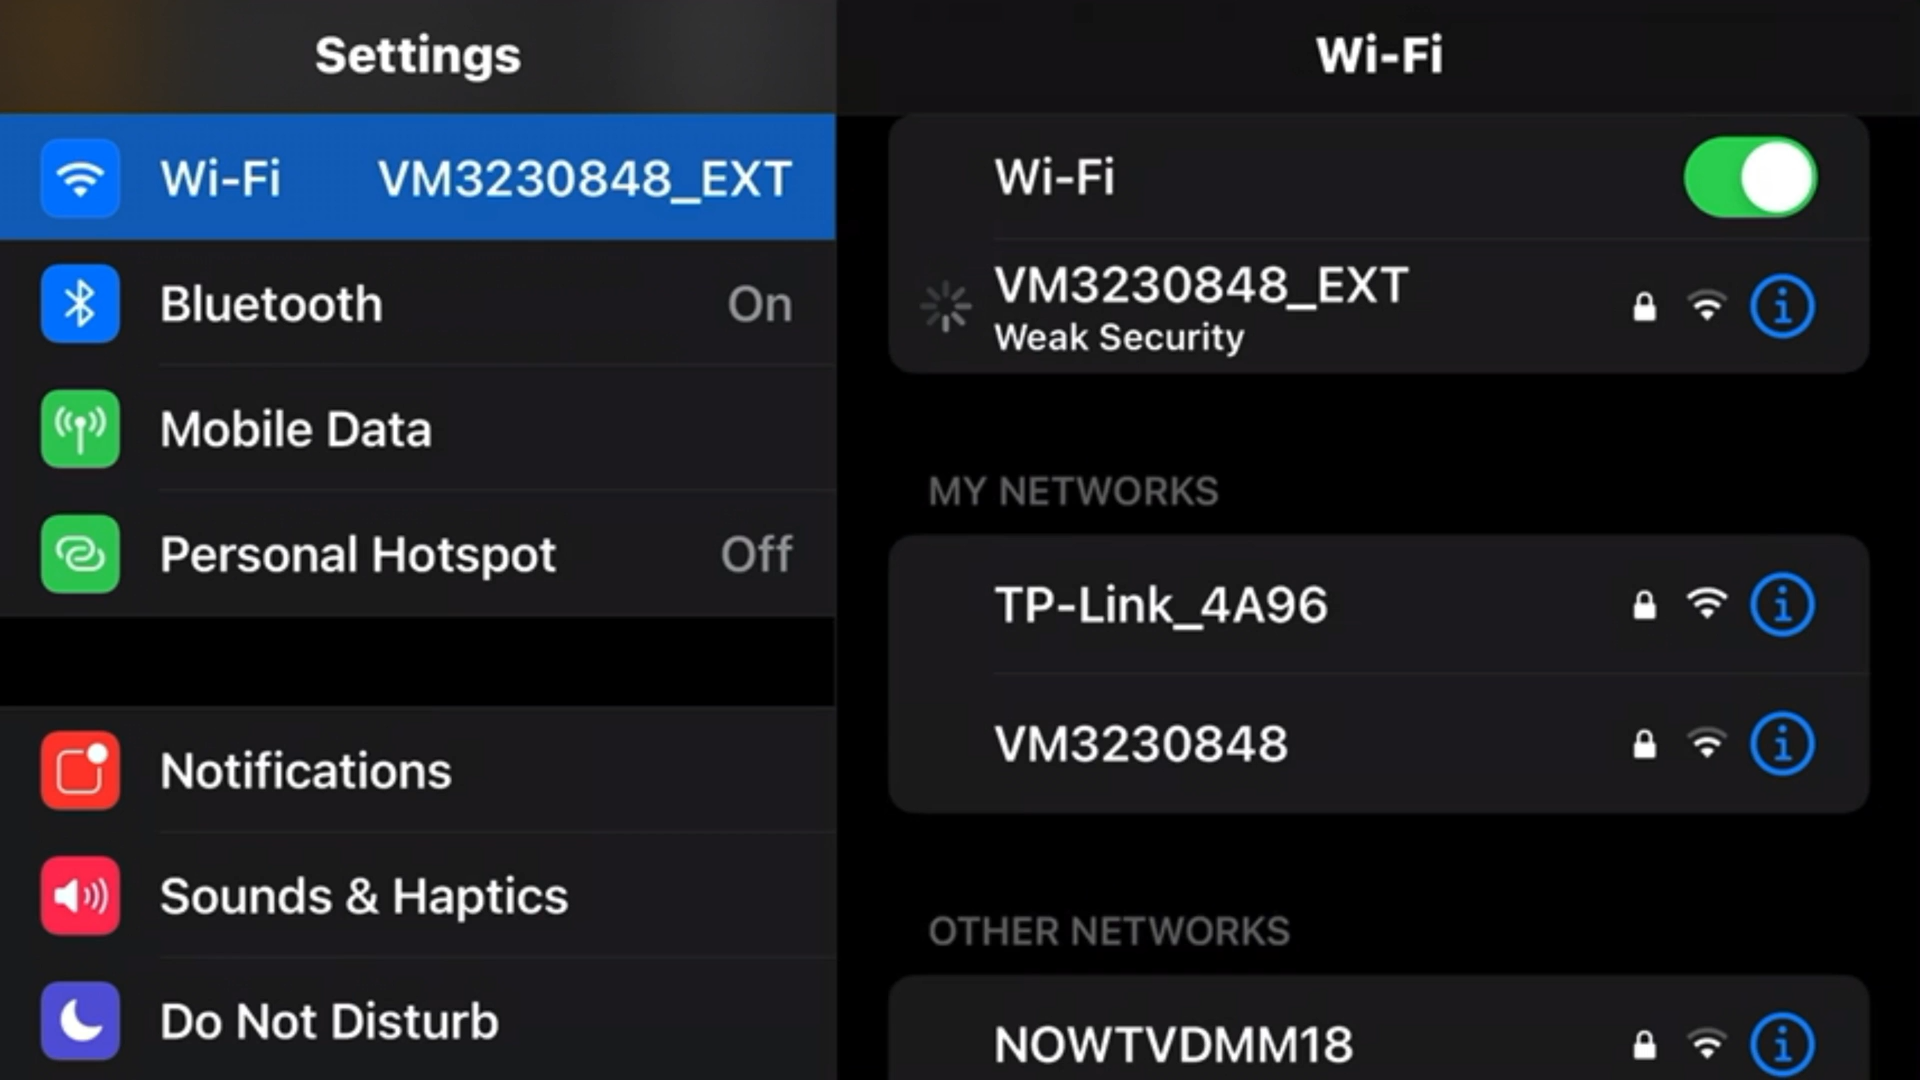 Settings
Wi-Fi VM3230848_EXT
Bluetooth On
Mobile Data
Personal Hotspot Off
Notifications
Sounds & Haptics
Do Not Disturb
Wi-Fi
Wi-Fi
VM3230848_EXT
Weak Security
MY NETWORKS
TP-Link_4A96
VM3230848
OTHER NETWORKS
NOWTVDMM18